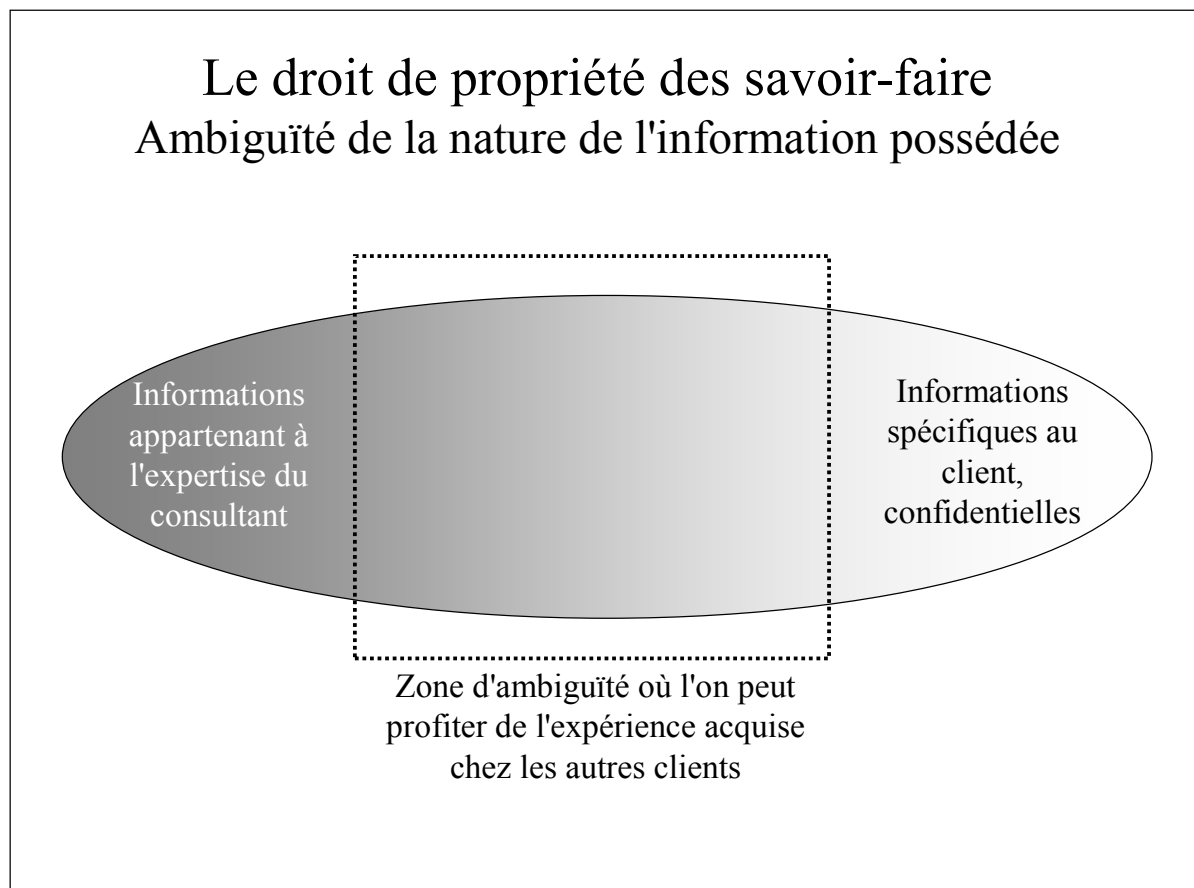 Le droit de propriété des savoir-faire
Ambiguïté de la nature de l'information possédée
Informations
appartenant à
l'expertise du
consultant
Informations
spécifiques au
client,
confidentielles
Zone d'ambiguïté où l'on peut
profiter de l'expérience acquise
chez les autres clients